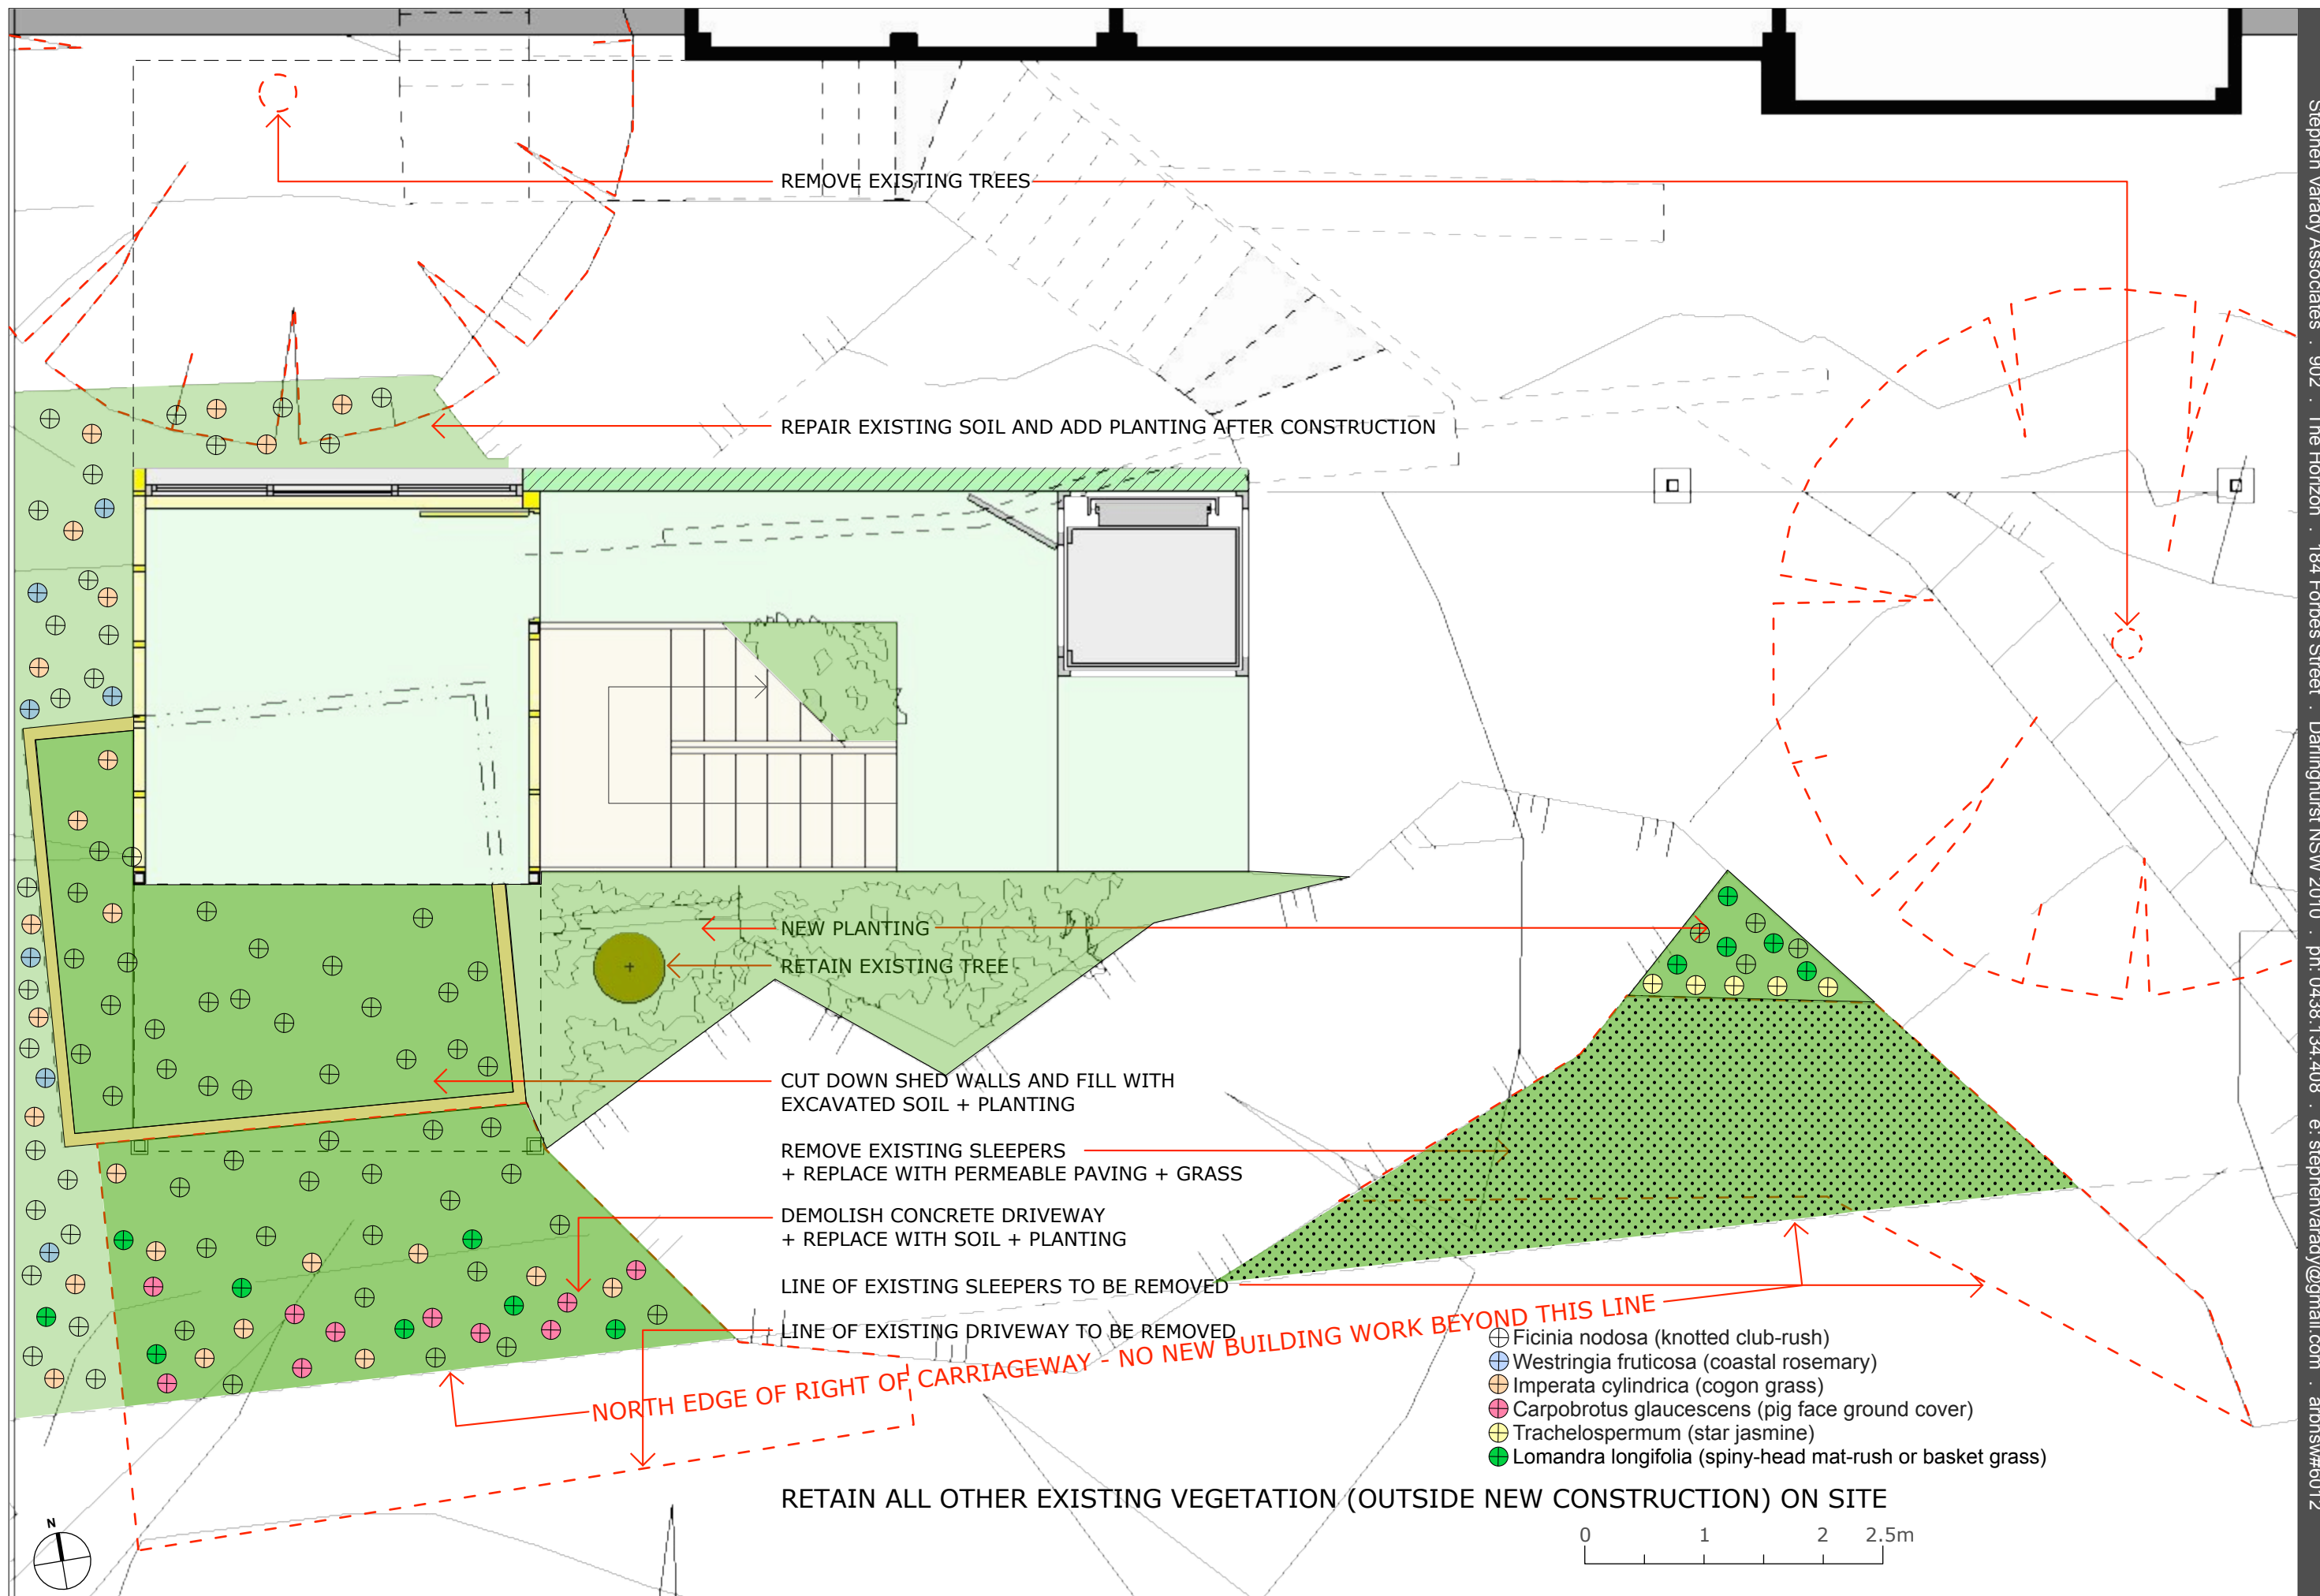 REMOVE EXISTING TREES
REPAIR EXISTING SOIL AND ADD PLANTING AFTER CONSTRUCTION
NEW PLANTING
RETAIN EXISTING TREE
CUT DOWN SHED WALLS AND FILL WITH
EXCAVATED SOIL + PLANTING
REMOVE EXISTING SLEEPERS
+ REPLACE WITH PERMEABLE PAVING + GRASS
DEMOLISH CONCRETE DRIVEWAY
+ REPLACE WITH SOIL + PLANTING
LINE OF EXISTING SLEEPERS TO BE REMOVED
LINE OF EXISTING DRIVEWAY TO BE REMOVED
NORTH EDGE OF RIGHT OF CARRIAGEWAY - NO NEW BUILDING WORK BEYOND THIS LINE
Ficinia nodosa (knotted club-rush)
Westringia fruticosa (coastal rosemary)
Imperata cylindrica (cogon grass)
Carpobrotus glaucescens (pig face ground cover)
Trachelospermum (star jasmine)
Lomandra longifolia (spiny-head mat-rush or basket grass)
RETAIN ALL OTHER EXISTING VEGETATION (OUTSIDE NEW CONSTRUCTION) ON SITE
0 1 2 2.5m
N
Stephen Varady Associates . 902 . The Horizon . 184 Forbes Street . Darlinghurst NSW 2010 . ph: 0438.134.408 . e: stephenvarady@gmail.com . arbnsw#6012